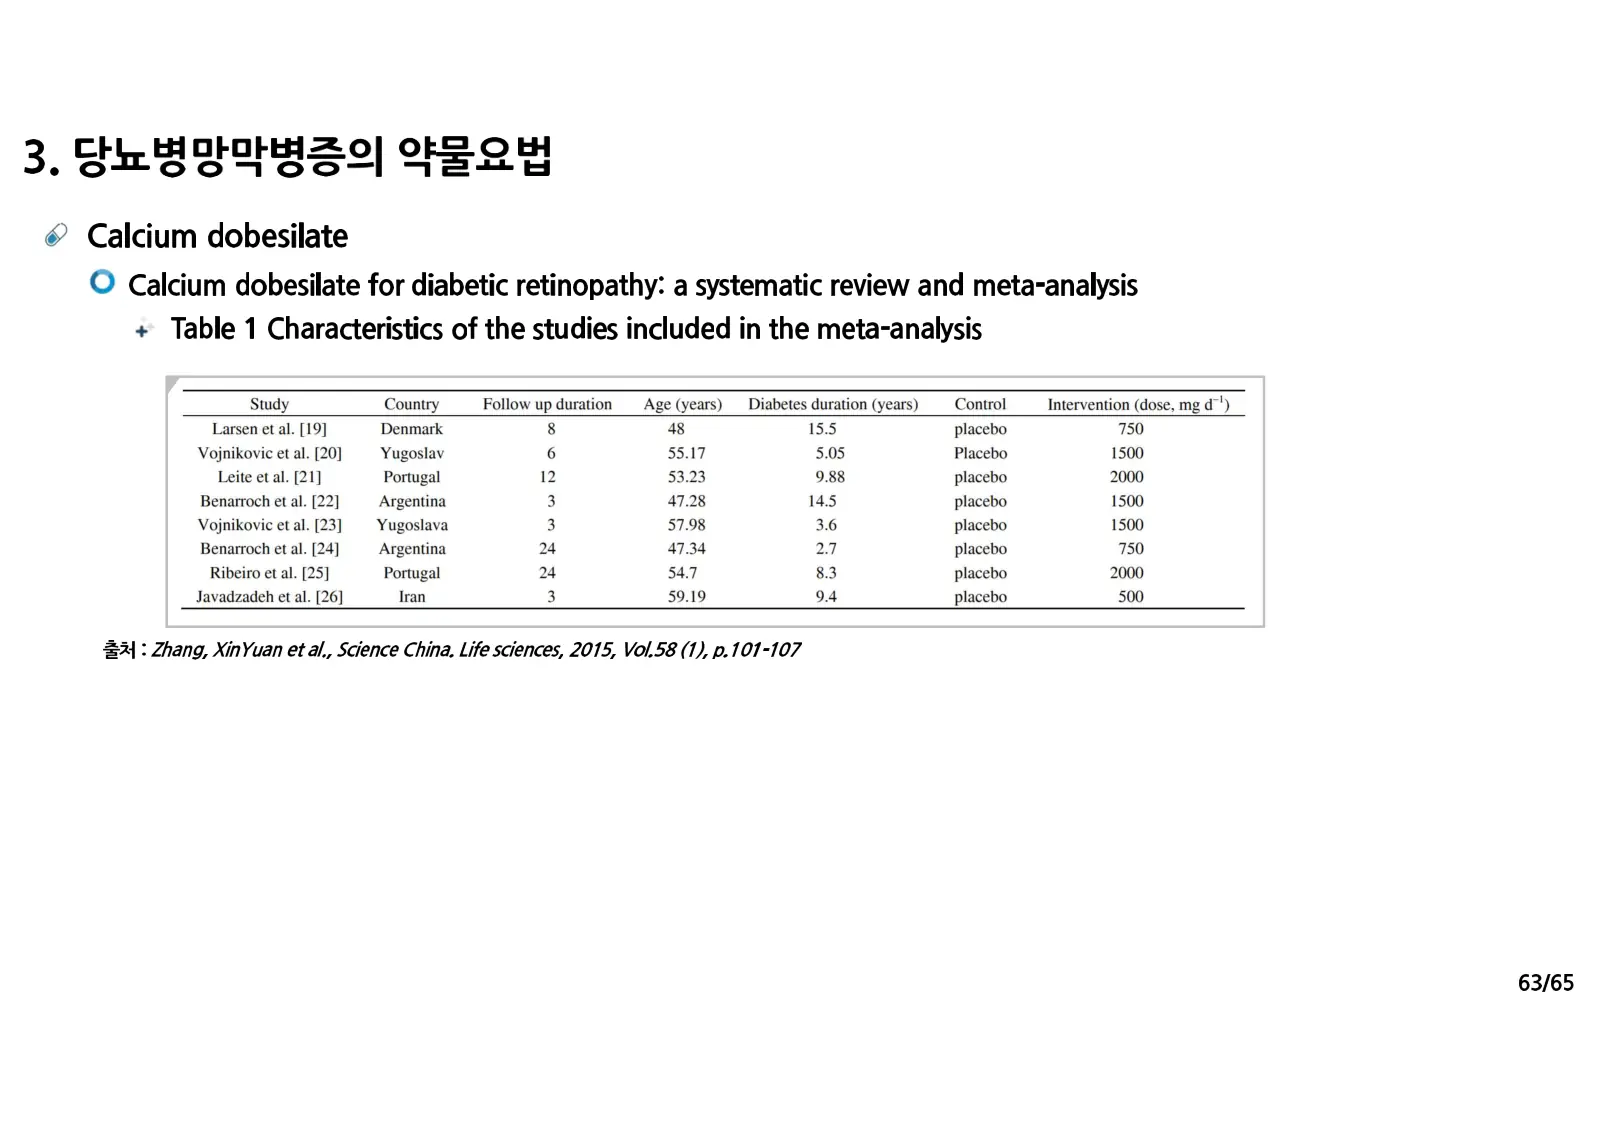 3. 당뇨병망막병증의 약물요법
Calcium dobesilate
Calcium dobesilate for diabetic retinopathy: a systematic review and meta-analysis
Table 1 Characteristics of the studies included in the meta-analysis
Study Country Follow up duration Age (years) Diabetes duration (years) Control Intervention (dose, mg d⁻¹)
Larsen et al. [19] Denmark 8 48 15.5 placebo 750
Vojnikovic et al. [20] Yugoslav 6 55.17 5.05 Placebo 1500
Leite et al. [21] Portugal 12 53.23 9.88 placebo 2000
Benarroch et al. [22] Argentina 3 47.28 14.5 placebo 1500
Vojnikovic et al. [23] Yugoslava 3 57.98 3.6 placebo 1500
Benarroch et al. [24] Argentina 24 47.34 2.7 placebo 750
Ribeiro et al. [25] Portugal 24 54.7 8.3 placebo 2000
Javadzadeh et al. [26] Iran 3 59.19 9.4 placebo 500
출처 : Zhang, XinYuan et al., Science China. Life sciences, 2015, Vol.58 (1), p.101-107
63/65